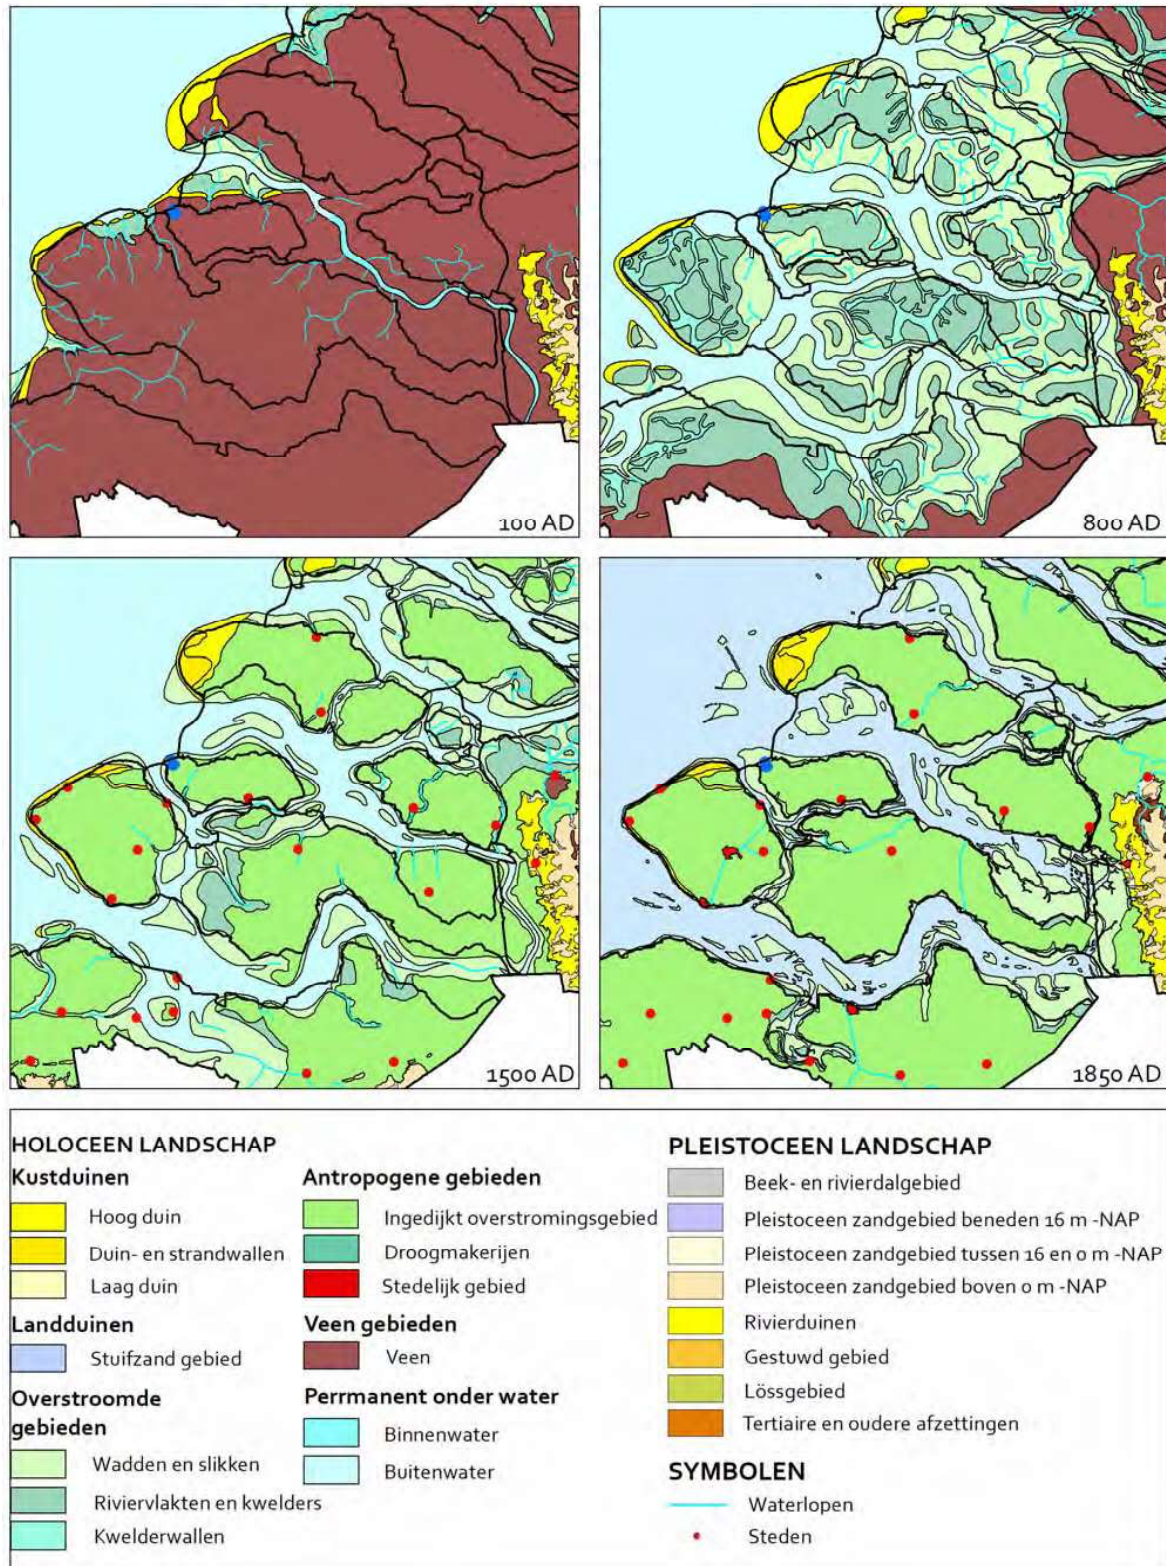 100 AD
800 AD
1500 AD
1850 AD
HOLOCEEN LANDSCHAP
Kustduinen
Hoog duin
Duin- en strandwallen
Laag duin
Landduinen
Stuifzand gebied
Overstroomde
gebieden
Wadden en slikken
Riviervlakten en kwelders
Kwelderwallen
Antropogene gebieden
Ingedijkt overstromingsgebied
Droogmakerijen
Stedelijk gebied
Veen gebieden
Veen
Perrmanent onder water
Binnenwater
Buitenwater
PLEISTOCEEN LANDSCHAP
Beek- en rivierdalgebied
Pleistoceen zandgebied beneden 16 m -NAP
Pleistoceen zandgebied tussen 16 en 0 m -NAP
Pleistoceen zandgebied boven 0 m -NAP
Rivierduinen
Gestuwd gebied
Lössgebied
Tertiaire en oudere afzettingen
SYMBOLEN
Waterlopen
Steden